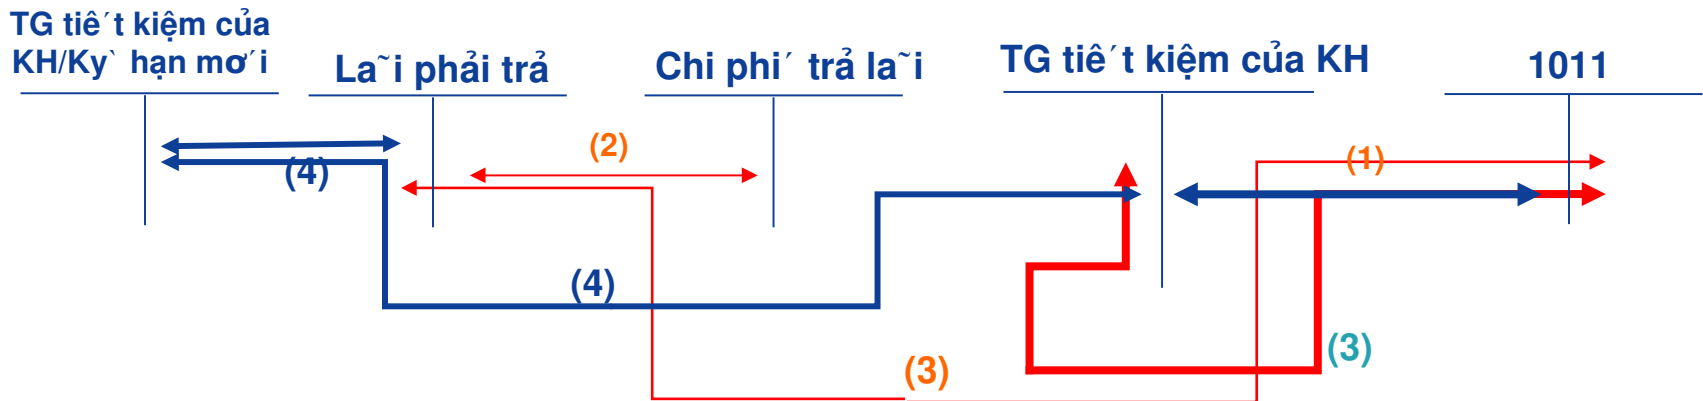 TG tiết kiệm của
KH/Kỳ hạn mới
Lãi phải trả
Chi phí trả lãi
TG tiết kiệm của KH
1011
(2)
(1)
(4)
(4)
(3)
(3)